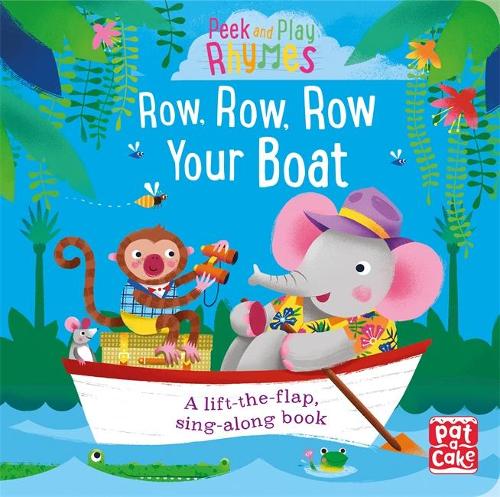 Peek and Play
Rhymes
Row, Row, Row
Your Boat
A lift-the-flap,
sing-along book
pat
a
cake